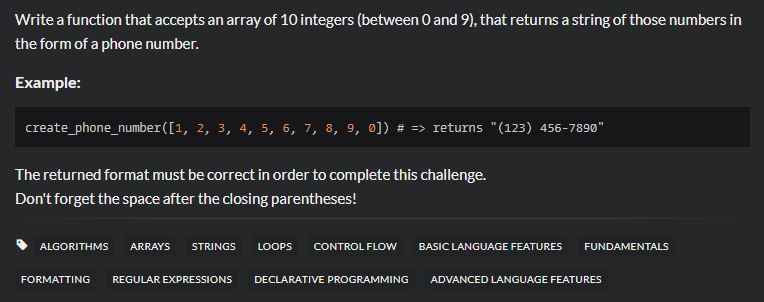 Write a function that accepts an array of 10 integers (between 0 and 9), that returns a string of those numbers in
the form of a phone number.
Example:
create_phone_number([1, 2, 3, 4, 5, 6, 7, 8, 9, 0]) # => returns "(123) 456-7890"
The returned format must be correct in order to complete this challenge.
Don't forget the space after the closing parentheses!
ALGORITHMS ARRAYS STRINGS LOOPS CONTROL FLOW BASIC LANGUAGE FEATURES FUNDAMENTALS
FORMATTING REGULAR EXPRESSIONS DECLARATIVE PROGRAMMING ADVANCED LANGUAGE FEATURES